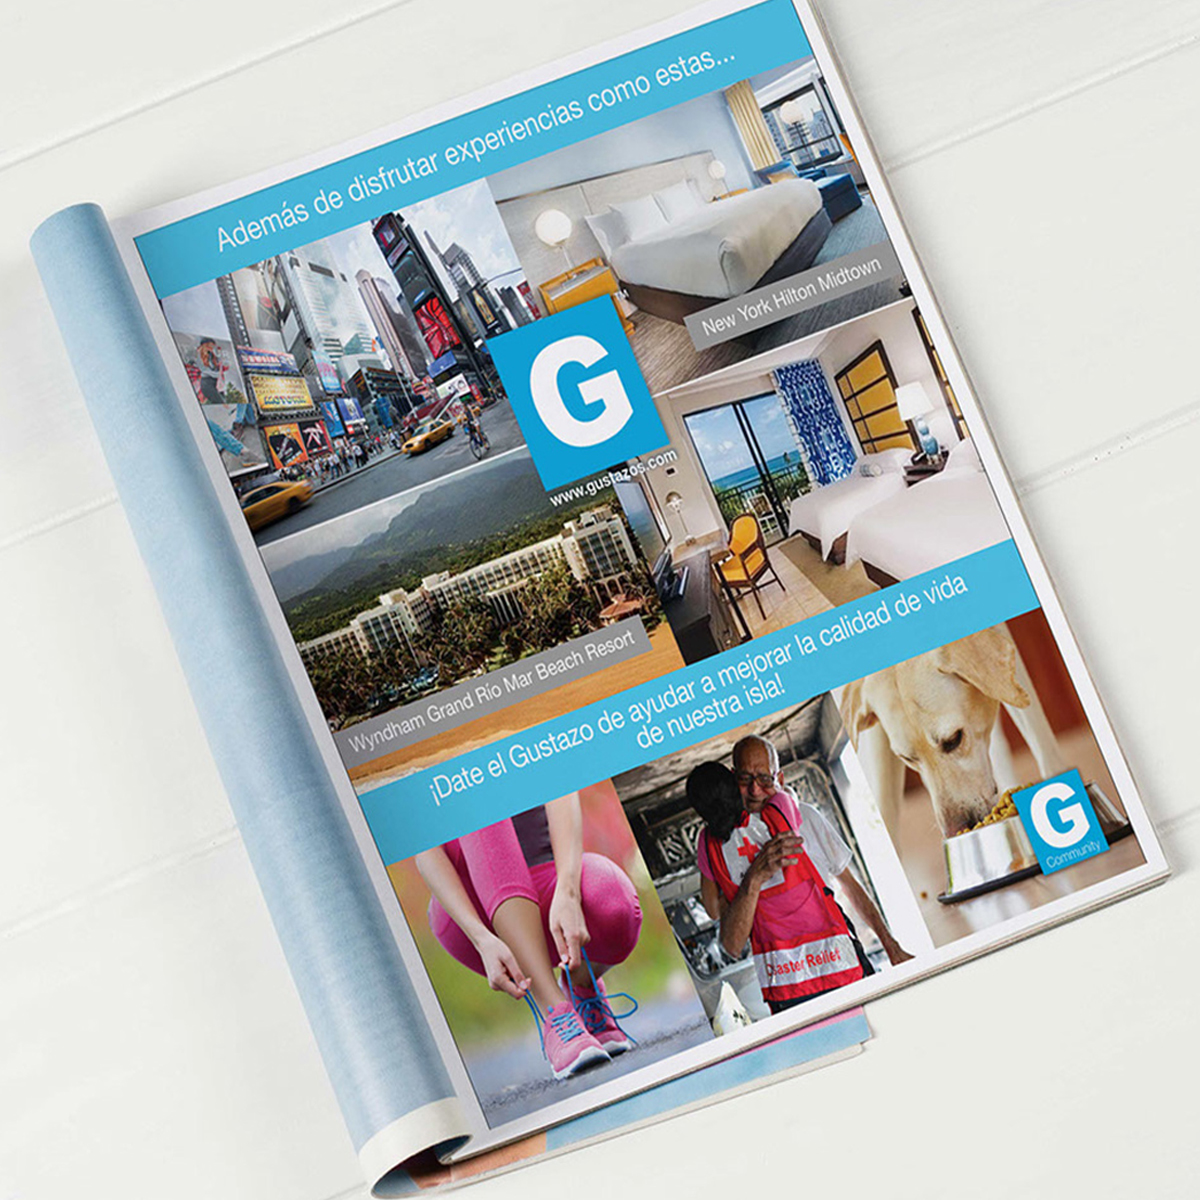 Además de disfrutar experiencias como estas...
New York Hilton Midtown
G
www.gustazos.com
Wyndham Grand Río Mar Beach Resort
¡Date el Gustazo de ayudar a mejorar la calidad de vida
de nuestra isla!
Disaster Relief
G
Community